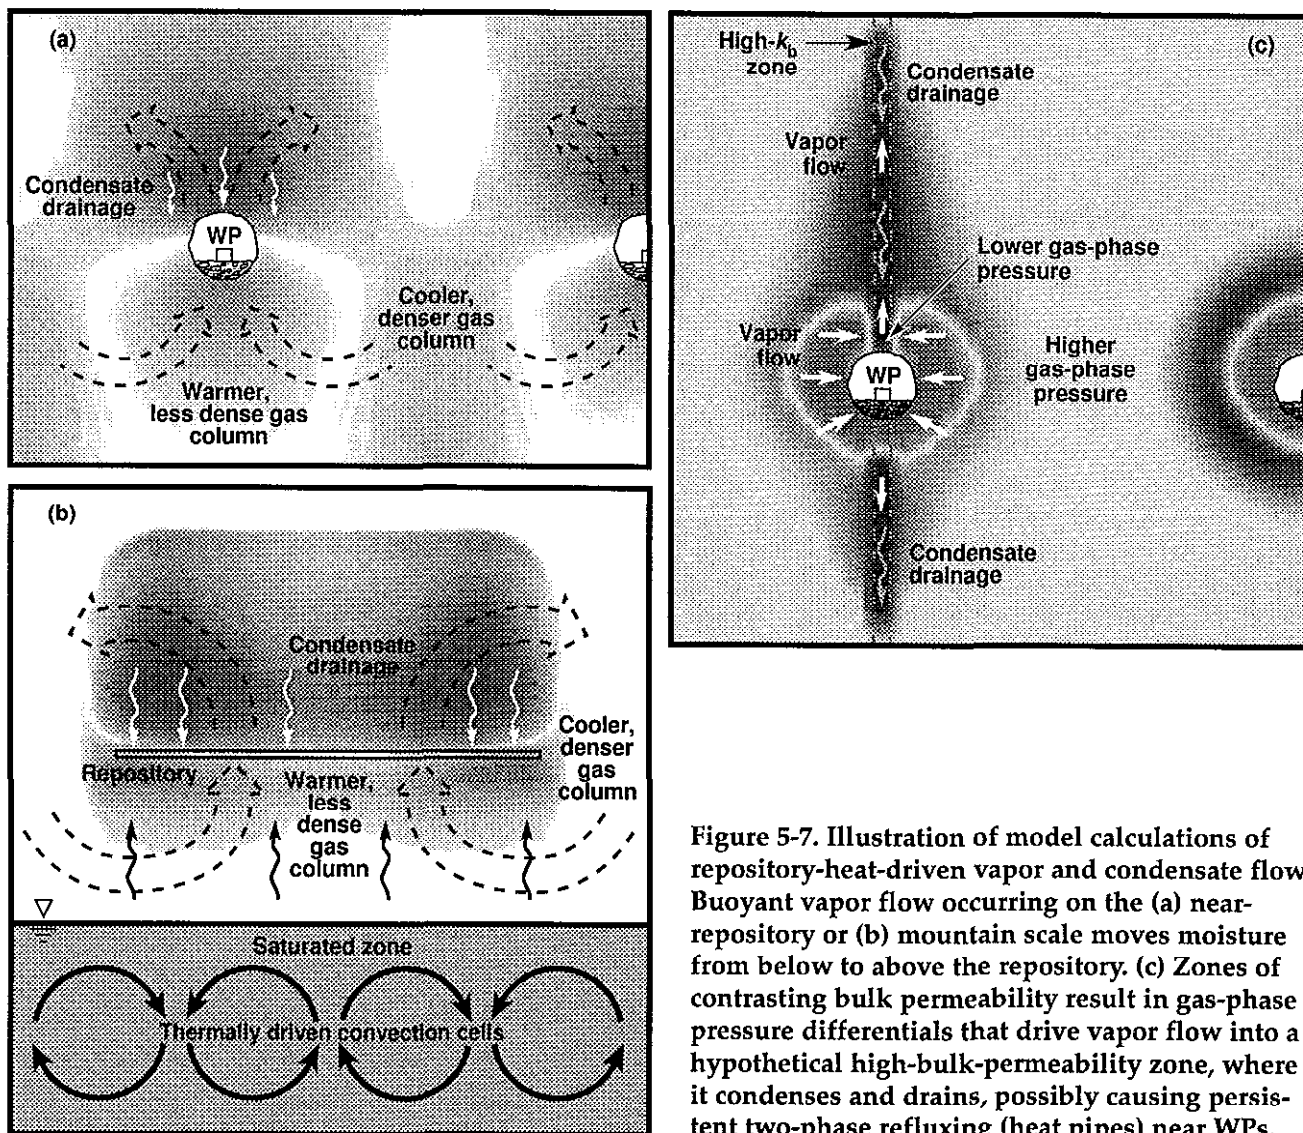 (a)
Condensate
drainage
WP
Cooler,
denser gas
column
Warmer,
less dense gas
column
(b)
Condensate
drainage
Cooler,
denser
gas
column
Repository
Warmer,
less
dense
gas
column
Saturated zone
Thermally driven convection cells
(c)
High-k_b
zone
Condensate
drainage
Vapor
flow
Lower gas-phase
pressure
Vapor
flow
WP
Higher
gas-phase
pressure
Condensate
drainage
Figure 5-7. Illustration of model calculations of
repository-heat-driven vapor and condensate flow
Buoyant vapor flow occurring on the (a) near-
repository or (b) mountain scale moves moisture
from below to above the repository. (c) Zones of
contrasting bulk permeability result in gas-phase
pressure differentials that drive vapor flow into a
hypothetical high-bulk-permeability zone, where
it condenses and drains, possibly causing persis-
tent two-phase refluxing (heat pipes) near WPs